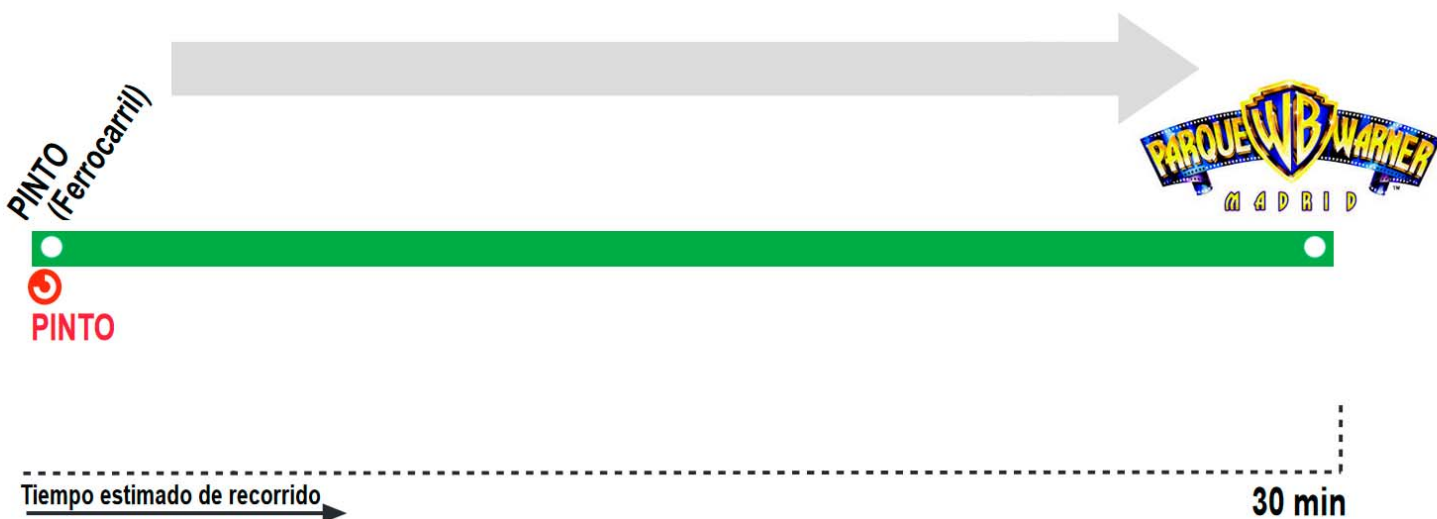 PINTO
(Ferrocarril)
PARQUE WB WARNER
MADRID
PINTO
Tiempo estimado de recorrido
30 min